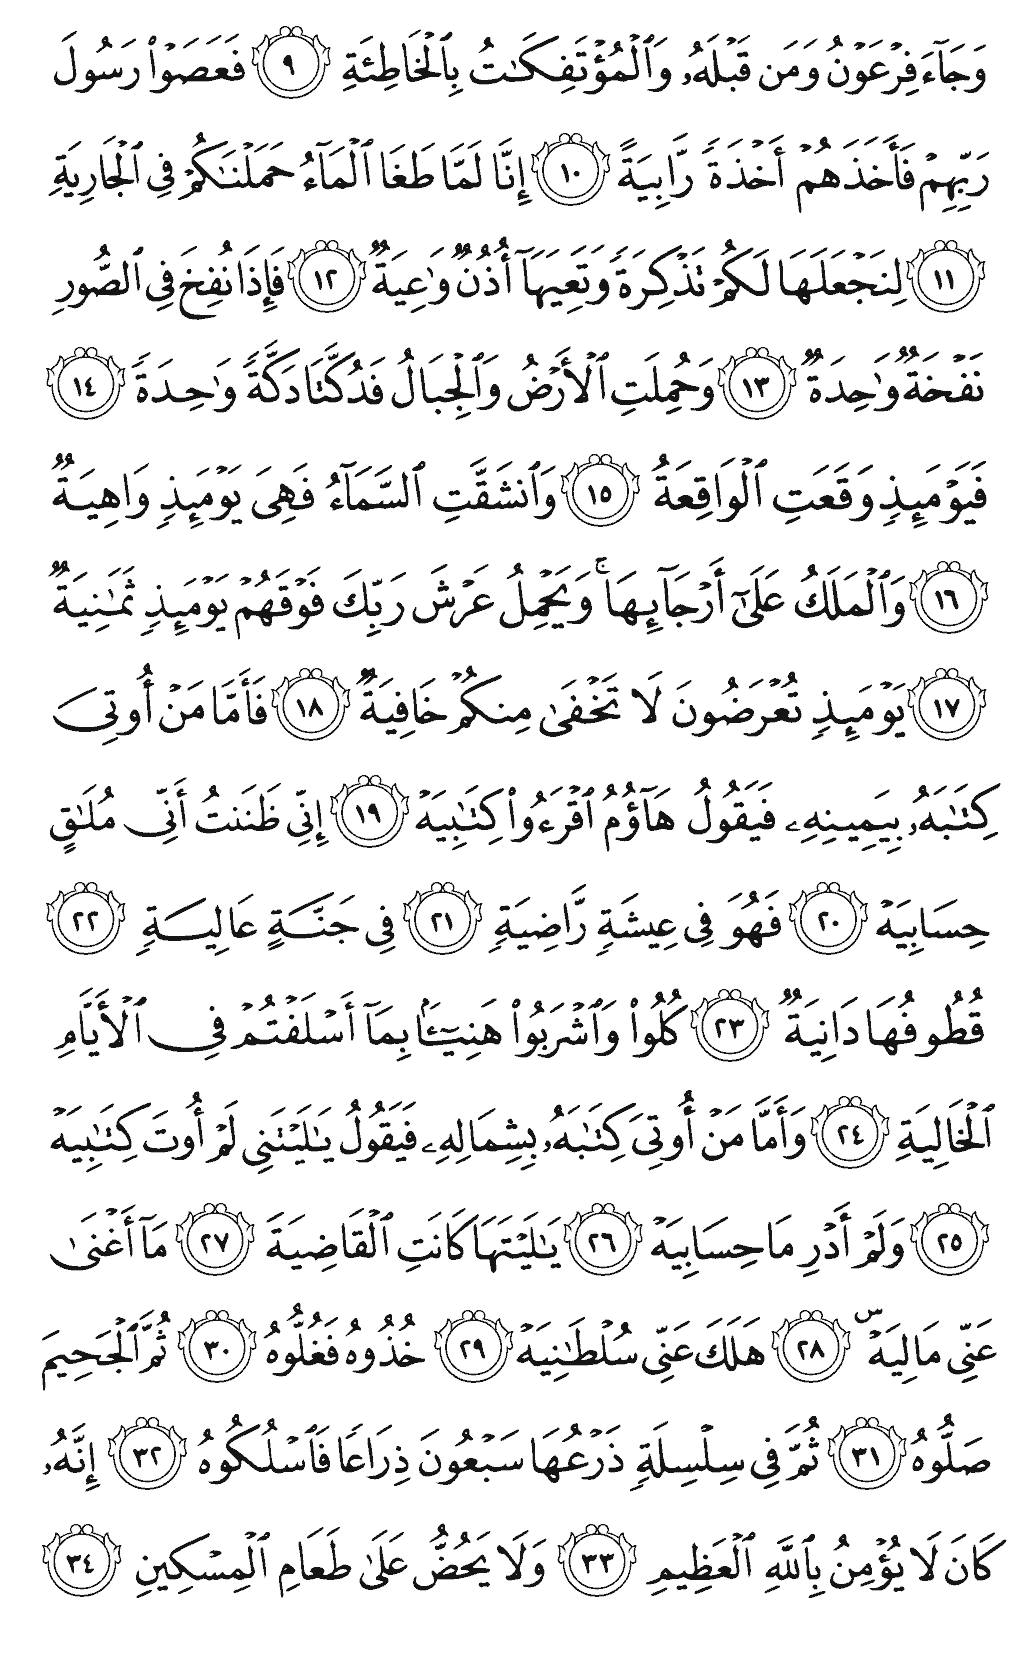 وَجَآءَ فِرْعَوْنُ وَمَن قَبْلَهُۥ وَٱلْمُؤْتَفِكَٰتُ بِٱلْخَاطِئَةِ ٩ فَعَصَوْا۟ رَسُولَ
رَبِّهِمْ فَأَخَذَهُمْ أَخْذَةً رَّابِيَةً ١٠ إِنَّا لَمَّا طَغَا ٱلْمَآءُ حَمَلْنَٰكُمْ فِى ٱلْجَارِيَةِ
١١ لِنَجْعَلَهَا لَكُمْ تَذْكِرَةً وَتَعِيَهَآ أُذُنٌ وَٰعِيَةٌ ١٢ فَإِذَا نُفِخَ فِى ٱلصُّورِ
نَفْخَةٌ وَٰحِدَةٌ ١٣ وَحُمِلَتِ ٱلْأَرْضُ وَٱلْجِبَالُ فَدُكَّتَا دَكَّةً وَٰحِدَةً ١٤
فَيَوْمَئِذٍ وَقَعَتِ ٱلْوَاقِعَةُ ١٥ وَٱنشَقَّتِ ٱلسَّمَآءُ فَهِىَ يَوْمَئِذٍ وَاهِيَةٌ
١٦ وَٱلْمَلَكُ عَلَىٰٓ أَرْجَآئِهَا ۚ وَيَحْمِلُ عَرْشَ رَبِّكَ فَوْقَهُمْ يَوْمَئِذٍ ثَمَٰنِيَةٌ
١٧ يَوْمَئِذٍ تُعْرَضُونَ لَا تَخْفَىٰ مِنكُمْ خَافِيَةٌ ١٨ فَأَمَّا مَنْ أُوتِىَ
كِتَٰبَهُۥ بِيَمِينِهِۦ فَيَقُولُ هَآؤُمُ ٱقْرَءُوا۟ كِتَٰبِيَهْ ١٩ إِنِّى ظَنَنتُ أَنِّى مُلَٰقٍ
حِسَابِيَهْ ٢٠ فَهُوَ فِى عِيشَةٍ رَّاضِيَةٍ ٢١ فِى جَنَّةٍ عَالِيَةٍ ٢٢
قُطُوفُهَا دَانِيَةٌ ٢٣ كُلُوا۟ وَٱشْرَبُوا۟ هَنِيٓـًٔۢا بِمَآ أَسْلَفْتُمْ فِى ٱلْأَيَّامِ
ٱلْخَالِيَةِ ٢٤ وَأَمَّا مَنْ أُوتِىَ كِتَٰبَهُۥ بِشِمَالِهِۦ فَيَقُولُ يَٰلَيْتَنِى لَمْ أُوتَ كِتَٰبِيَهْ
٢٥ وَلَمْ أَدْرِ مَا حِسَابِيَهْ ٢٦ يَٰلَيْتَهَا كَانَتِ ٱلْقَاضِيَةَ ٢٧ مَآ أَغْنَىٰ
عَنِّى مَالِيَهْ ۜ ٢٨ هَلَكَ عَنِّى سُلْطَٰنِيَهْ ٢٩ خُذُوهُ فَغُلُّوهُ ٣٠ ثُمَّ ٱلْجَحِيمَ
صَلُّوهُ ٣١ ثُمَّ فِى سِلْسِلَةٍ ذَرْعُهَا سَبْعُونَ ذِرَاعًا فَٱسْلُكُوهُ ٣٢ إِنَّهُۥ
كَانَ لَا يُؤْمِنُ بِٱللَّهِ ٱلْعَظِيمِ ٣٣ وَلَا يَحُضُّ عَلَىٰ طَعَامِ ٱلْمِسْكِينِ ٣٤